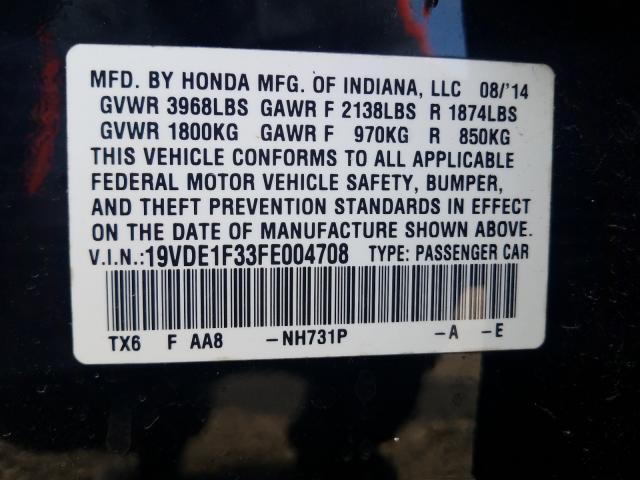 MFD. BY HONDA MFG. OF INDIANA, LLC 08/'14
GVWR 3968LBS GAWR F 2138LBS R 1874LBS
GVWR 1800KG GAWR F 970KG R 850KG
THIS VEHICLE CONFORMS TO ALL APPLICABLE
FEDERAL MOTOR VEHICLE SAFETY, BUMPER,
AND THEFT PREVENTION STANDARDS IN EFFECT
ON THE DATE OF MANUFACTURE SHOWN ABOVE.
V.I.N.:19VDE1F33FE004708 TYPE: PASSENGER CAR
TX6 F AA8 -NH731P -A -E